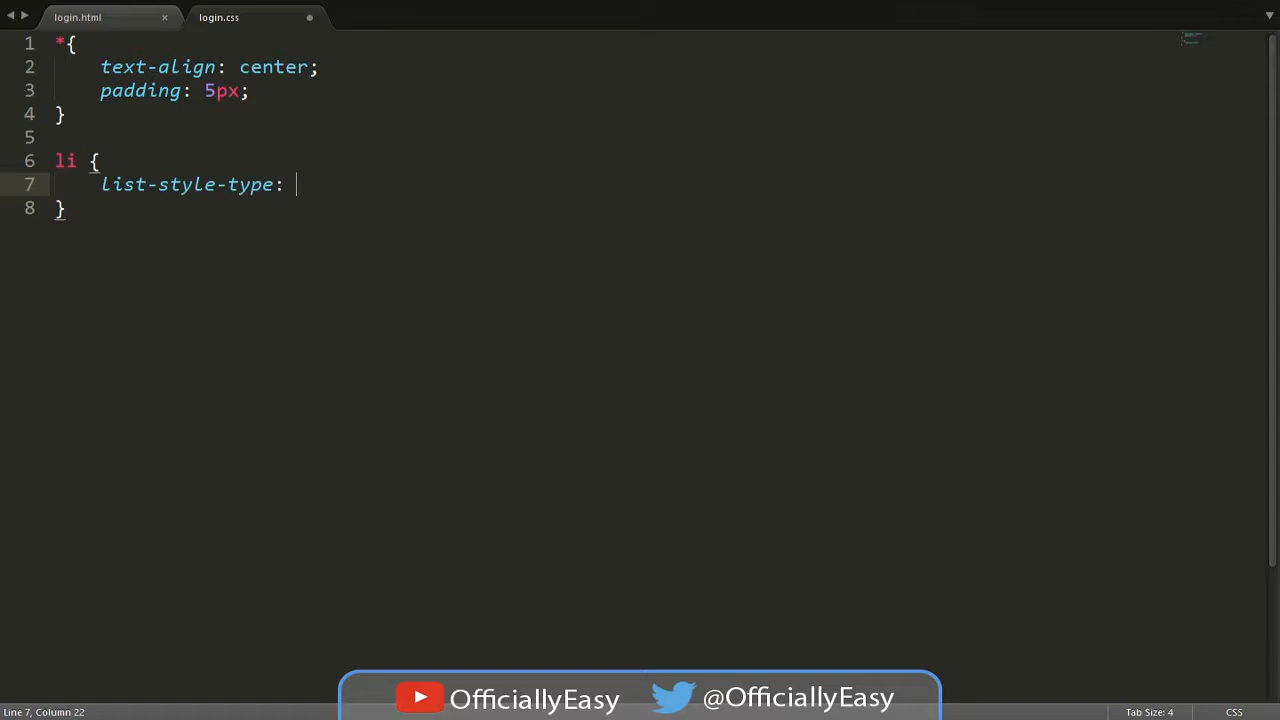 login.html
login.css
1 *{
2 text-align: center;
3 padding: 5px;
4 }
5
6 li {
7 list-style-type:
8 }
OfficiallyEasy @OfficiallyEasy
Line 7, Column 22 Tab Size: 4 CSS